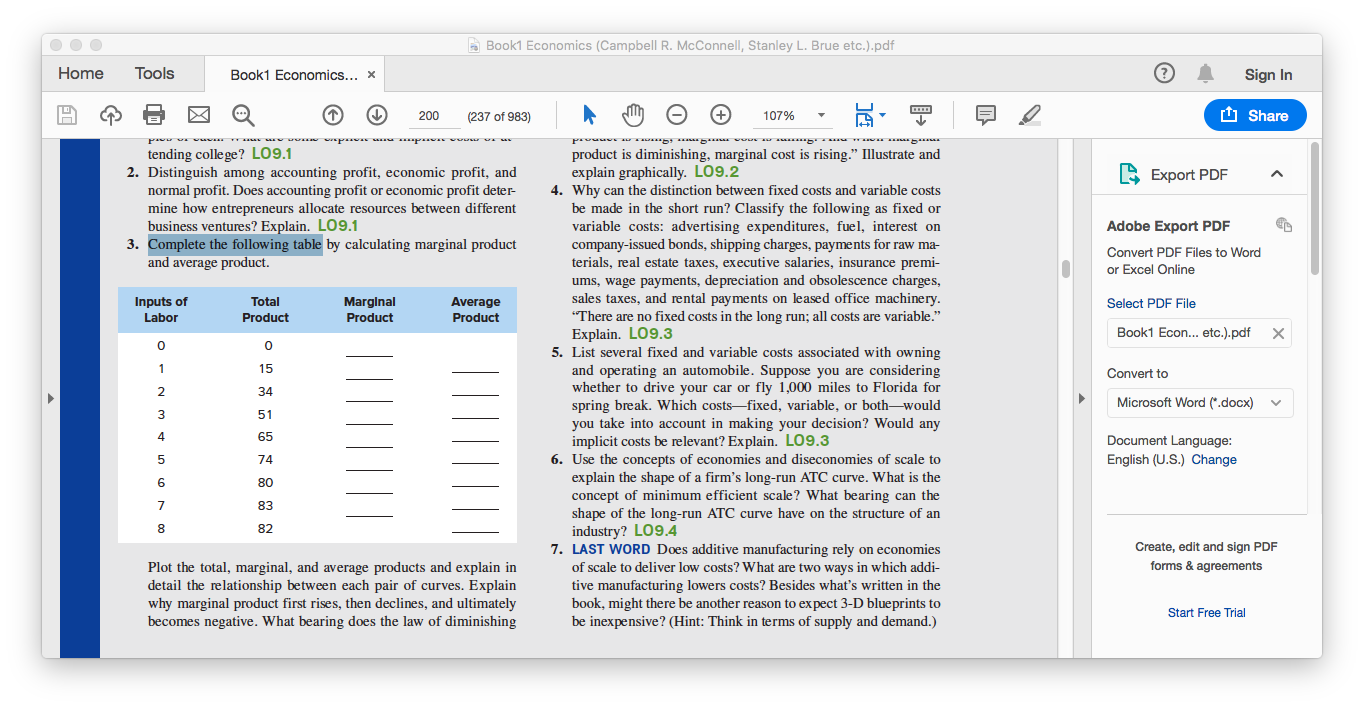 Book1 Economics (Campbell R. McConnell, Stanley L. Brue etc.).pdf
Home
Tools
Book1 Economics... ×
?
Sign In
200
(237 of 983)
107%
Share
tending college? LO9.1
2. Distinguish among accounting profit, economic profit, and
normal profit. Does accounting profit or economic profit deter-
mine how entrepreneurs allocate resources between different
business ventures? Explain. LO9.1
3. Complete the following table by calculating marginal product
and average product.
Inputs of Labor Total Product Marginal Product Average Product
0 0
1 15
2 34
3 51
4 65
5 74
6 80
7 83
8 82
Plot the total, marginal, and average products and explain in
detail the relationship between each pair of curves. Explain
why marginal product first rises, then declines, and ultimately
becomes negative. What bearing does the law of diminishing
product is rising, marginal cost is falling. And when marginal
product is diminishing, marginal cost is rising.” Illustrate and
explain graphically. LO9.2
4. Why can the distinction between fixed costs and variable costs
be made in the short run? Classify the following as fixed or
variable costs: advertising expenditures, fuel, interest on
company-issued bonds, shipping charges, payments for raw ma-
terials, real estate taxes, executive salaries, insurance premi-
ums, wage payments, depreciation and obsolescence charges,
sales taxes, and rental payments on leased office machinery.
“There are no fixed costs in the long run; all costs are variable.”
Explain. LO9.3
5. List several fixed and variable costs associated with owning
and operating an automobile. Suppose you are considering
whether to drive your car or fly 1,000 miles to Florida for
spring break. Which costs—fixed, variable, or both—would
you take into account in making your decision? Would any
implicit costs be relevant? Explain. LO9.3
6. Use the concepts of economies and diseconomies of scale to
explain the shape of a firm’s long-run ATC curve. What is the
concept of minimum efficient scale? What bearing can the
shape of the long-run ATC curve have on the structure of an
industry? LO9.4
7. LAST WORD Does additive manufacturing rely on economies
of scale to deliver low costs? What are two ways in which addi-
tive manufacturing lowers costs? Besides what’s written in the
book, might there be another reason to expect 3-D blueprints to
be inexpensive? (Hint: Think in terms of supply and demand.)
Export PDF
Adobe Export PDF
Convert PDF Files to Word
or Excel Online
Select PDF File
Book1 Econ... etc.).pdf
Convert to
Microsoft Word (*.docx)
Document Language:
English (U.S.) Change
Create, edit and sign PDF
forms & agreements
Start Free Trial